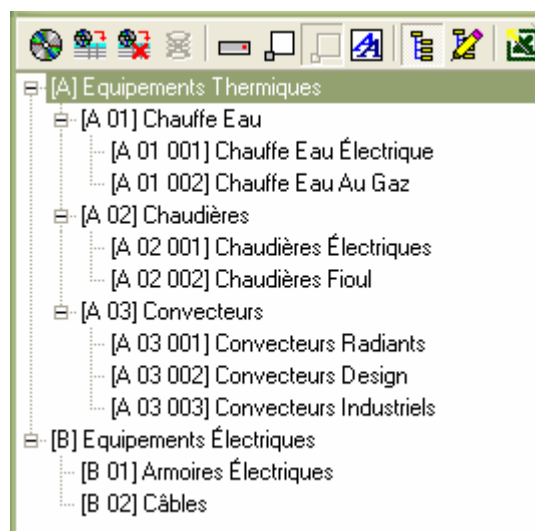 [A] Equipements Thermiques
[A 01] Chauffe Eau
[A 01 001] Chauffe Eau Électrique
[A 01 002] Chauffe Eau Au Gaz
[A 02] Chaudières
[A 02 001] Chaudières Électriques
[A 02 002] Chaudières Fioul
[A 03] Convecteurs
[A 03 001] Convecteurs Radiants
[A 03 002] Convecteurs Design
[A 03 003] Convecteurs Industriels
[B] Equipements Électriques
[B 01] Armoires Électriques
[B 02] Câbles